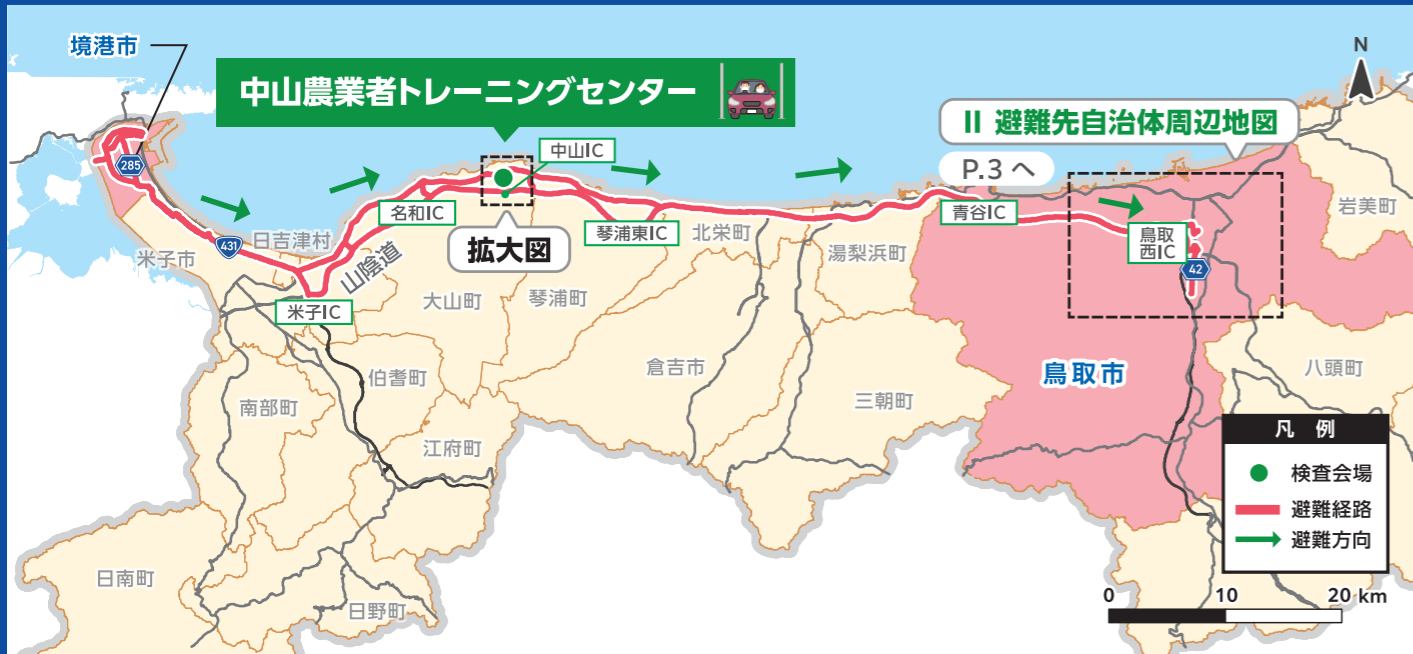 境港市
中山農業者トレーニングセンター
N
II 避難先自治体周辺地図
P.3 へ
中山IC
285
名和IC
拡大図
琴浦東IC
北栄町
青谷IC
岩美町
鳥取
西IC
42
431
日吉津村
米子市
山陰道
湯梨浜町
大山町
琴浦町
米子IC
伯耆町
倉吉市
鳥取市
八頭町
南部町
三朝町
江府町
凡 例
検査会場
避難経路
避難方向
日南町
日野町
0 10 20 km